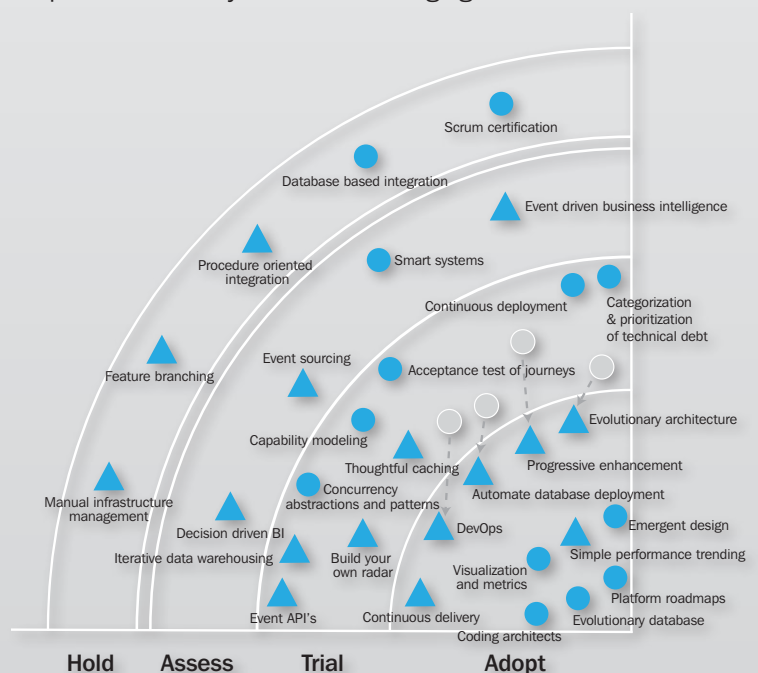 Scrum certification
Database based integration
Event driven business intelligence
Procedure oriented
integration
Smart systems
Continuous deployment
Categorization
& prioritization
of technical debt
Event sourcing
Acceptance test of journeys
Feature branching
Evolutionary architecture
Capability modeling
Thoughtful caching
Progressive enhancement
Concurrency
abstractions and patterns
Automate database deployment
Manual infrastructure
management
Decision driven BI
DevOps
Emergent design
Iterative data warehousing
Build your
own radar
Simple performance trending
Visualization
and metrics
Platform roadmaps
Event API's
Continuous delivery
Evolutionary database
Coding architects
Hold
Assess
Trial
Adopt